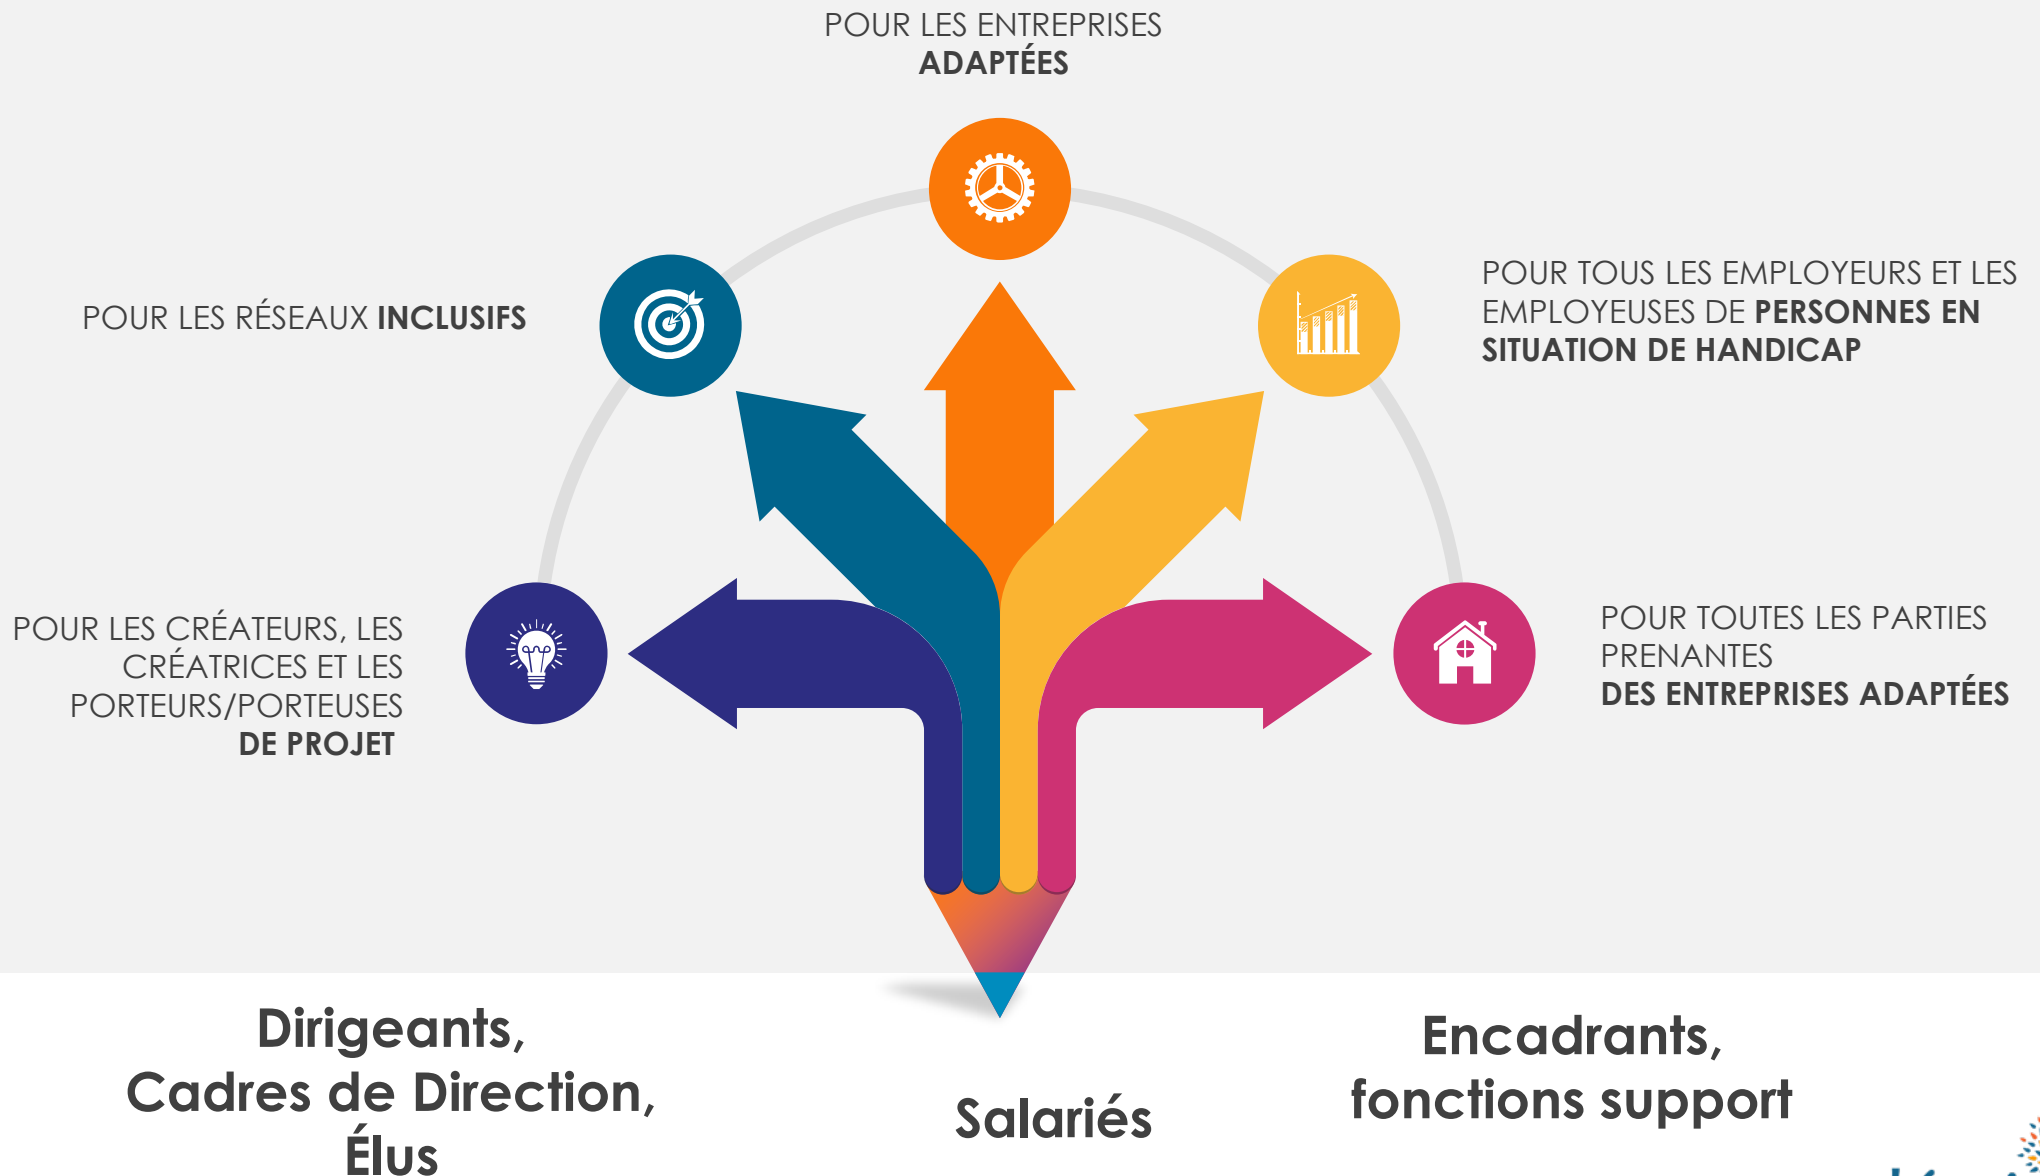 POUR LES ENTREPRISES
ADAPTÉES
POUR LES RÉSEAUX INCLUSIFS
POUR TOUS LES EMPLOYEURS ET LES
EMPLOYEUSES DE PERSONNES EN
SITUATION DE HANDICAP
POUR LES CRÉATEURS, LES
CRÉATRICES ET LES
PORTEURS/PORTEUSES
DE PROJET
POUR TOUTES LES PARTIES
PRENANTES
DES ENTREPRISES ADAPTÉES
Dirigeants,
Cadres de Direction,
Élus
Salariés
Encadrants,
fonctions support